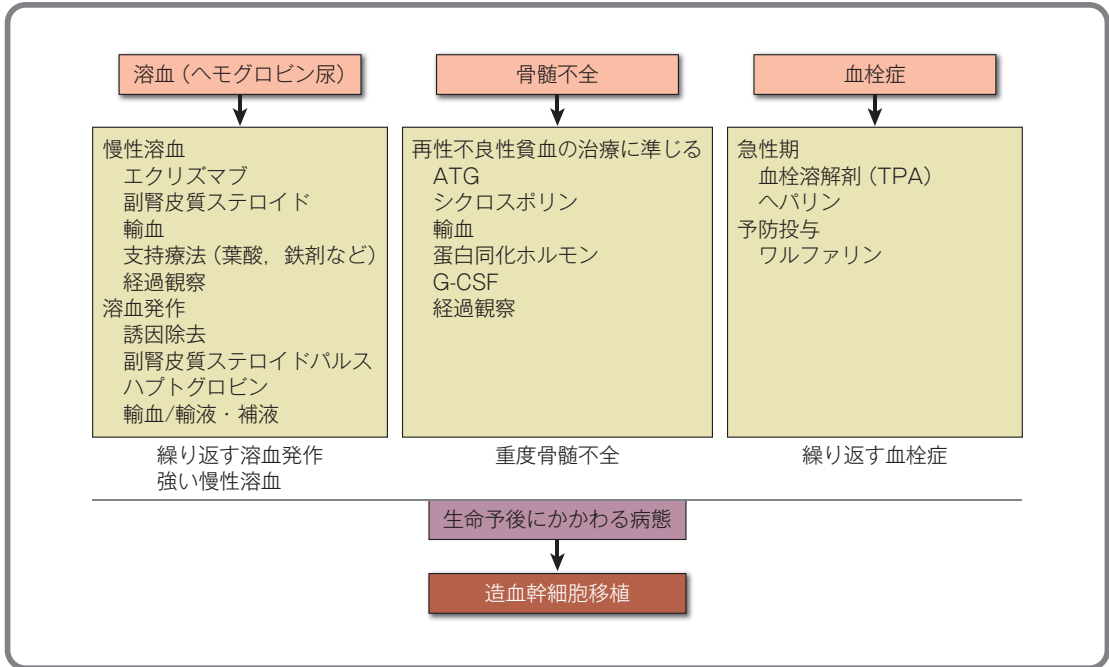 溶血（ヘモグロビン尿）
慢性溶血
エクリズマブ
副腎皮質ステロイド
輸血
支持療法（葉酸，鉄剤など）
経過観察
溶血発作
誘因除去
副腎皮質ステロイドパルス
ハプトグロビン
輸血/輸液・補液
繰り返す溶血発作
強い慢性溶血
骨髄不全
再性不良性貧血の治療に準じる
ATG
シクロスポリン
輸血
蛋白同化ホルモン
G-CSF
経過観察
重度骨髄不全
血栓症
急性期
血栓溶解剤（TPA）
ヘパリン
予防投与
ワルファリン
繰り返す血栓症
生命予後にかかわる病態
造血幹細胞移植